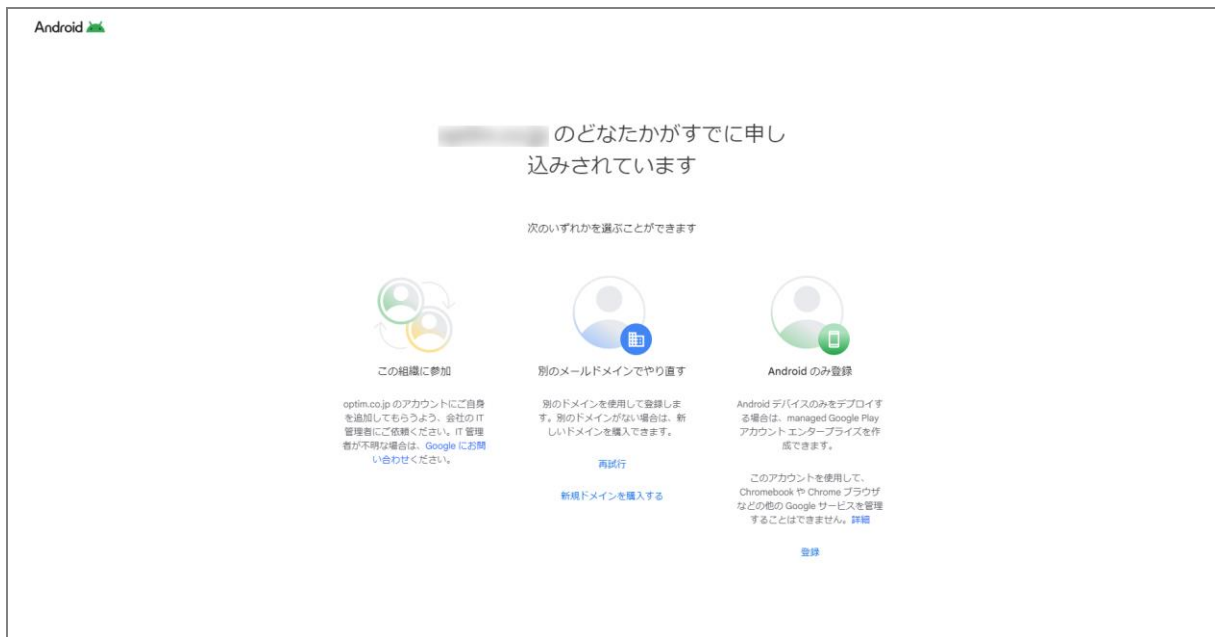 Android
のどなたかがすでに申し
込みされています
次のいずれかを選ぶことができます
この組織に参加
optim.co.jp のアカウントにご自身
を追加してもらうよう、会社の IT
管理者にご依頼ください。IT 管理
者が不明な場合は、Google にお問
い合わせください。
別のメールドメインでやり直す
別のドメインを使用して登録しま
す。別のドメインがない場合は、新
しいドメインを購入できます。
再試行
新規ドメインを購入する
Android のみ登録
Android デバイスのみをデプロイす
る場合は、managed Google Play
アカウント エンタープライズを作
成できます。
このアカウントを使用して、
Chromebook や Chrome ブラウザ
などの他の Google サービスを管理
することはできません。詳細
登録